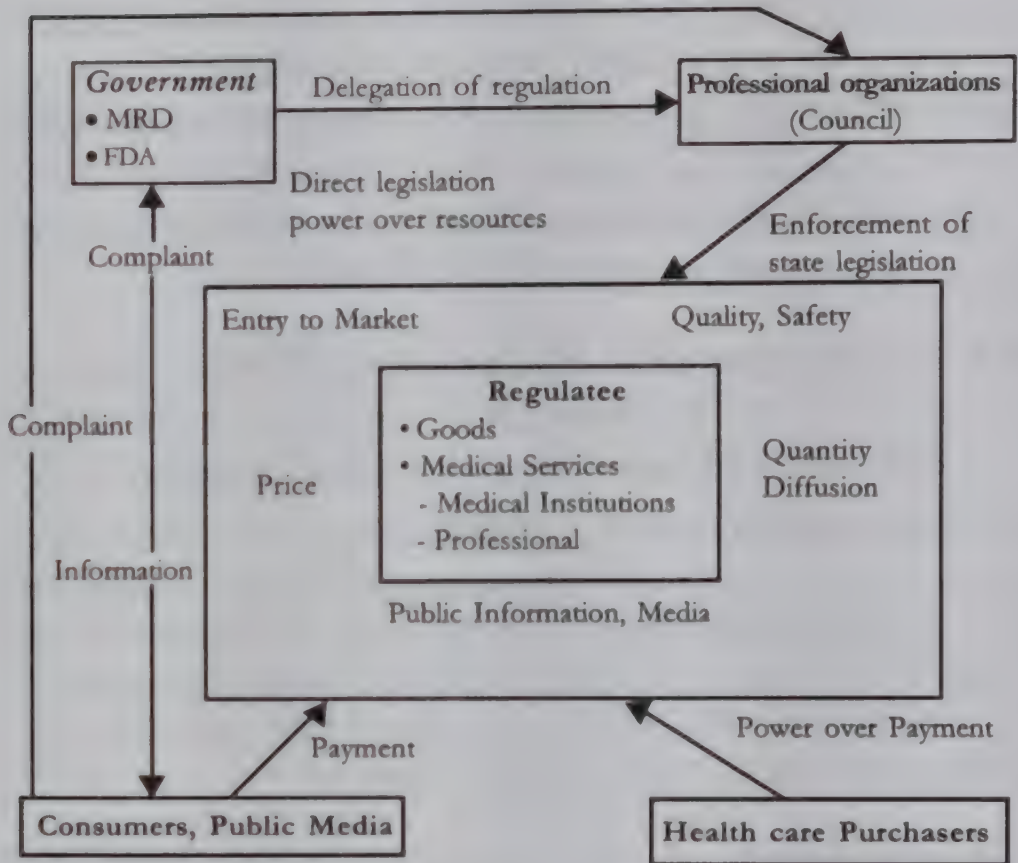 Government
• MRD
• FDA
Delegation of regulation
Professional organizations
(Council)
Direct legislation
power over resources
Enforcement of
state legislation
Complaint
Entry to Market
Quality, Safety
Regulatee
• Goods
• Medical Services
- Medical Institutions
- Professional
Complaint
Price
Quantity
Diffusion
Information
Public Information, Media
Payment
Power over Payment
Consumers, Public Media
Health care Purchasers